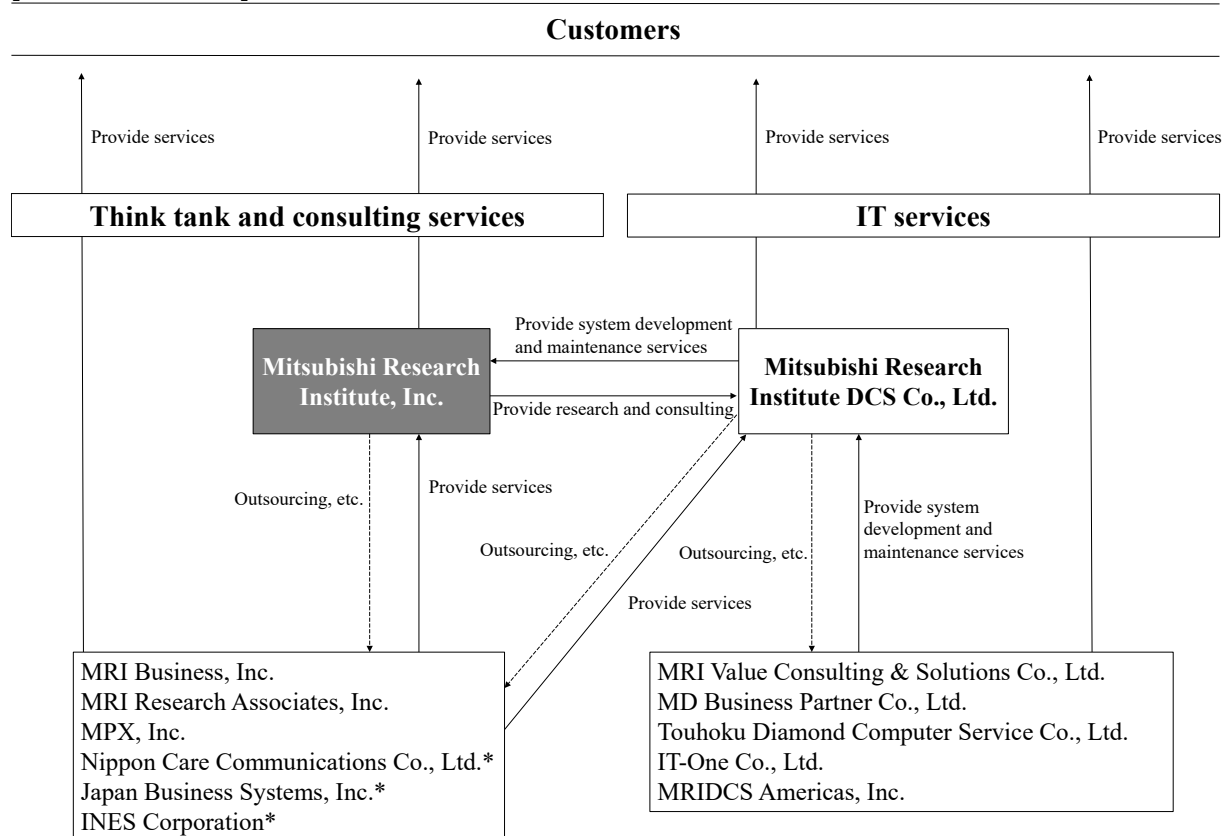 Customers
Provide services
Provide services
Provide services
Provide services
Think tank and consulting services
IT services
Provide system development
and maintenance services
Mitsubishi Research
Institute, Inc.
Mitsubishi Research
Institute DCS Co., Ltd.
Provide research and consulting
Outsourcing, etc.
Provide services
Outsourcing, etc.
Outsourcing, etc.
Provide system
development and
maintenance services
Provide services
MRI Business, Inc.
MRI Research Associates, Inc.
MPX, Inc.
Nippon Care Communications Co., Ltd.*
Japan Business Systems, Inc.*
INES Corporation*
MRI Value Consulting & Solutions Co., Ltd.
MD Business Partner Co., Ltd.
Touhoku Diamond Computer Service Co., Ltd.
IT-One Co., Ltd.
MRIDCS Americas, Inc.